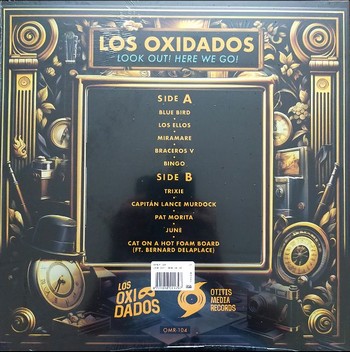 LOS OXIDADOS
LOOK OUT! HERE WE GO!
SIDE A
BLUE BIRD
LOS ELLOS
MIRAMARE
BRACEROS V
BINGO
SIDE B
TRIXIE
CAPITÁN LANCE MURDOCK
PAT MORITA
JUNE
CAT ON A HOT FOAM BOARD
(FT. BERNARD DELAPLACE)
LOS
OXI
DADOS
OTITIS
MEDIA
RECORDS
OMR-104